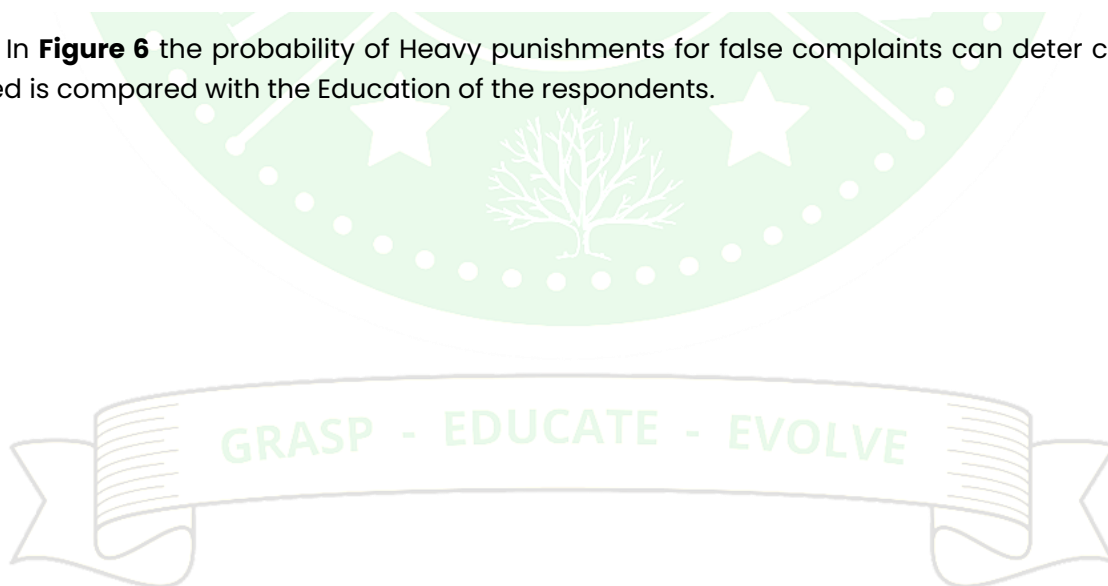 In Figure 6 the probability of Heavy punishments for false complaints can deter
is compared with the Education of the respondents.
GRASP - EDUCATE - EVOLVE